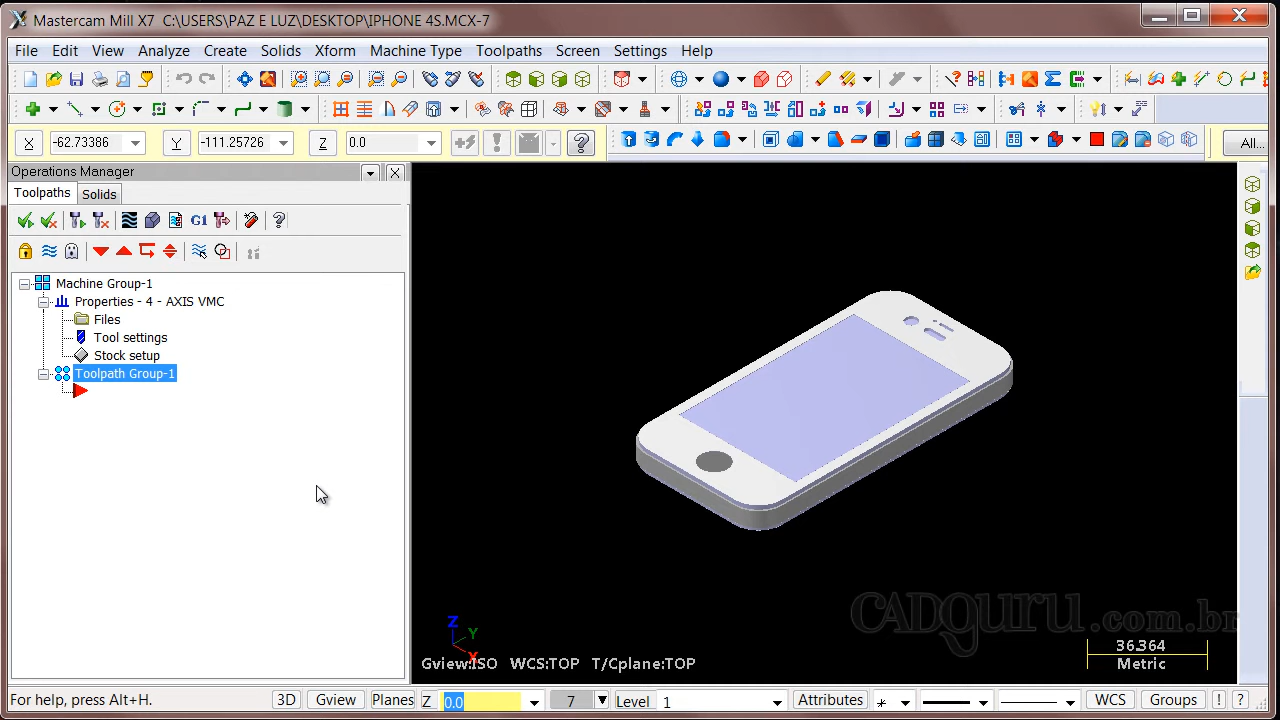 Mastercam Mill X7 C:\USERS\PAZ E LUZ\DESKTOP\IPHONE 4S.MCX-7
File Edit View Analyze Create Solids Xform Machine Type Toolpaths Screen Settings Help
X -62.73386 Y -111.25726 Z 0.0 All...
Operations Manager
Toolpaths Solids
G1
Machine Group-1
Properties - 4 - AXIS VMC
Files
Tool settings
Stock setup
Toolpath Group-1
CADguru.com.br
Z
Y
X
36.364
Metric
Gview:ISO WCS:TOP T/Cplane:TOP
For help, press Alt+H. 3D Gview Planes Z 0.0 7 Level 1 Attributes * WCS Groups ! ?